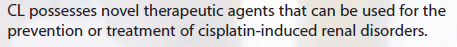 CL possesses novel therapeutic agents that can be used for the
prevention or treatment of cisplatin-induced renal disorders.